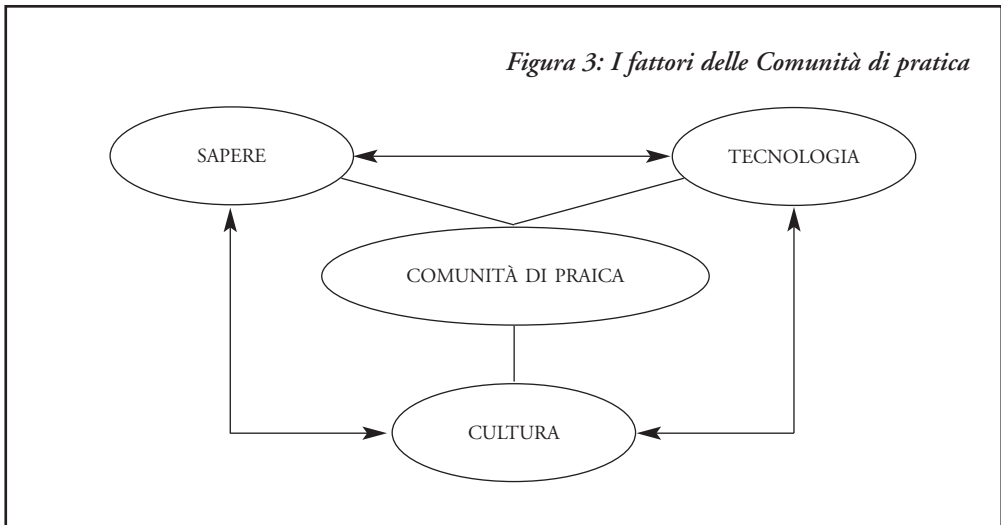 Figura 3: I fattori delle Comunità di pratica
SAPERE
TECNOLOGIA
COMUNITÀ DI PRAICA
CULTURA